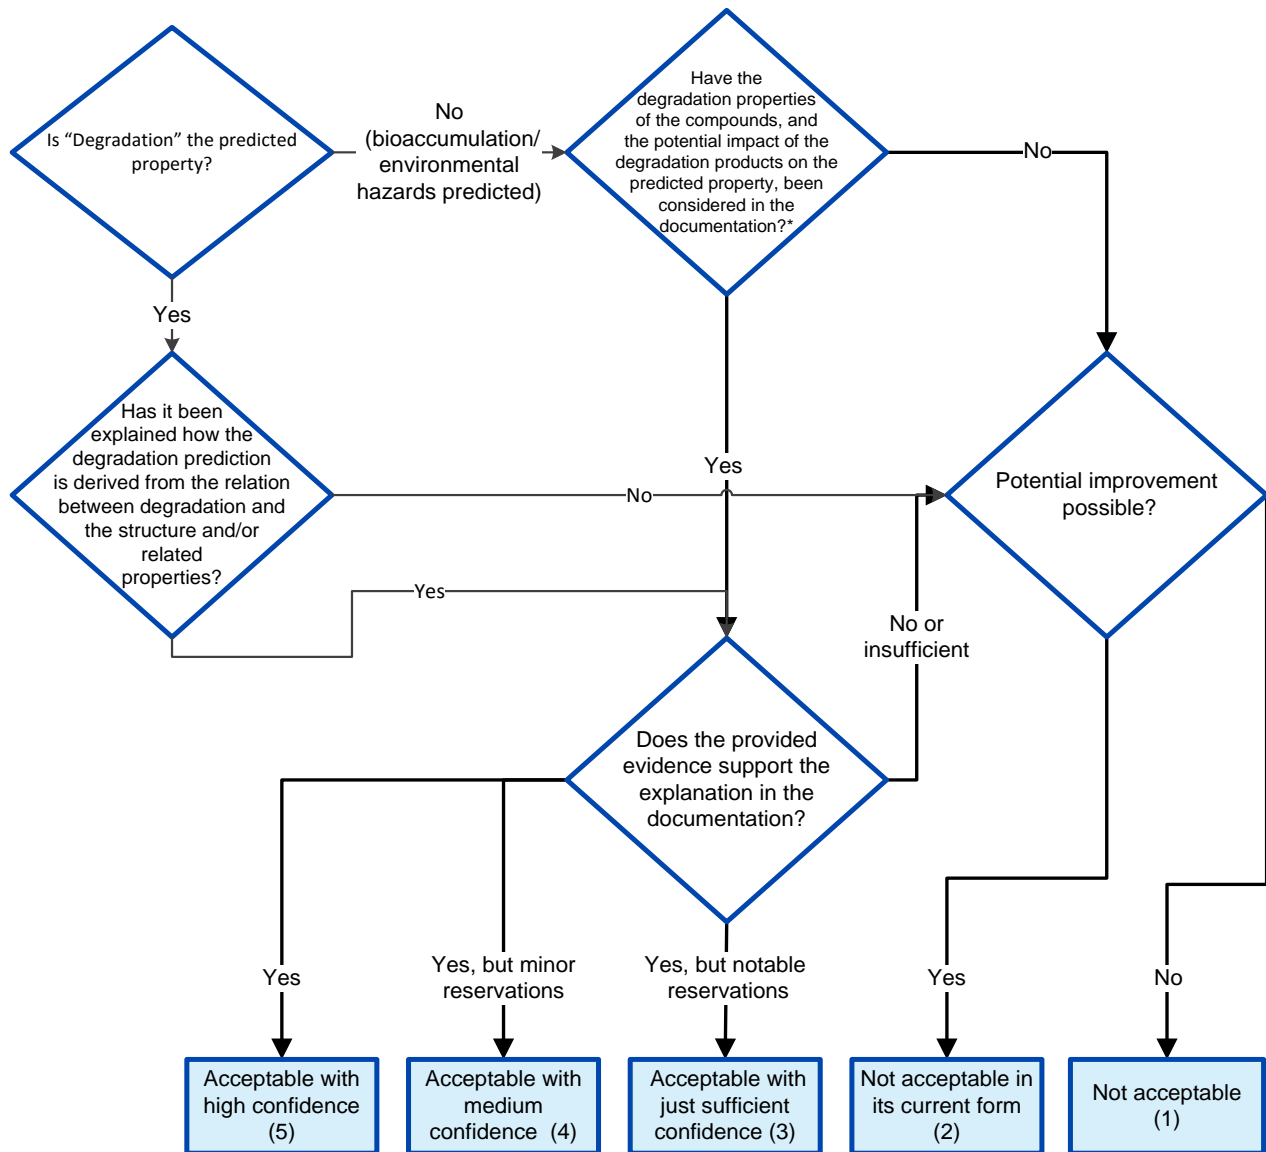 Is “Degradation” the predicted
property?
No
(bioaccumulation/
environmental
hazards predicted)
Have the
degradation properties
of the compounds, and
the potential impact of the
degradation products on the
predicted property, been
considered in the
documentation?*
No
Yes
Has it been
explained how the
degradation prediction
is derived from the relation
between degradation and
the structure and/or
related
properties?
No
Yes
Yes
Potential improvement
possible?
No or
insufficient
Does the provided
evidence support the
explanation in the
documentation?
Yes
Yes, but minor
reservations
Yes, but notable
reservations
Yes
No
Acceptable with
high confidence
(5)
Acceptable with
medium
confidence (4)
Acceptable with
just sufficient
confidence (3)
Not acceptable in
its current form
(2)
Not acceptable
(1)